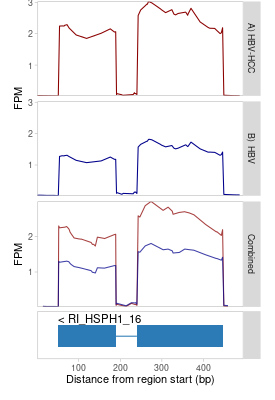 3
2
1
A) HBV-HCC
FPM
3
2
1
B) HBV
2
1
FPM
Combined
< RI_HSPH1_16
100 200 300 400
Distance from region start (bp)